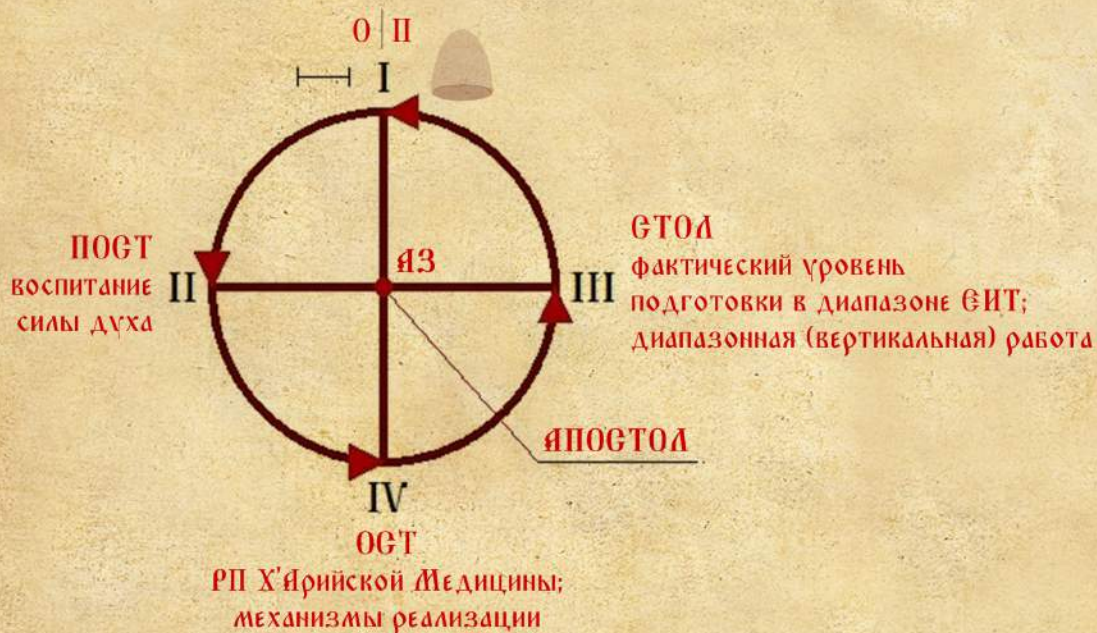 О П
I
ПОСТ
воспитание
силы духа
II
АЗ
III
СТОЛ
фактический уровень
подготовки в диапазоне СИТ;
диапазонная (вертикальная) работа
АПОСТОЛ
IV
ОСТ
РП Х'Арийской Медицины;
механизмы реализации